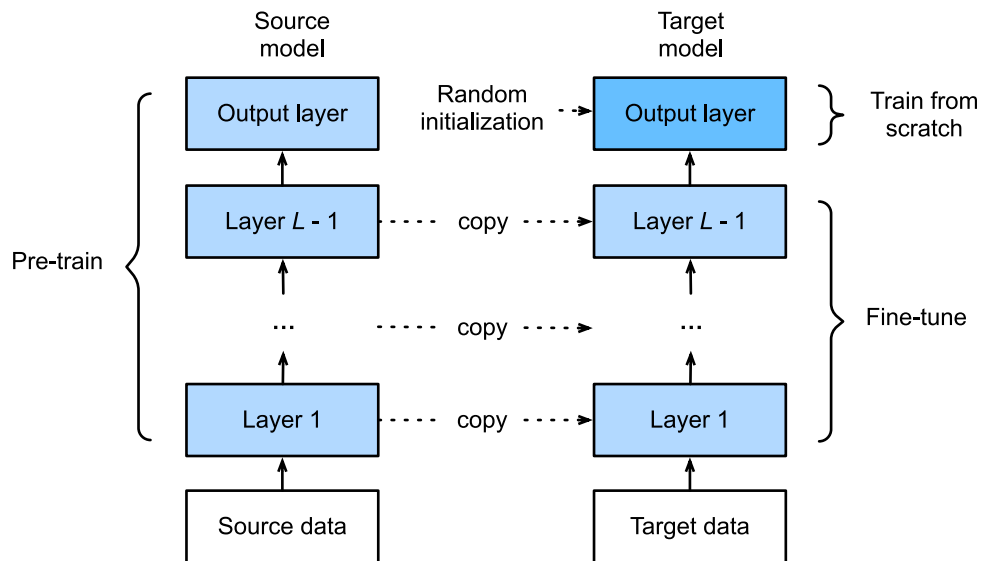 Source
model
Target
model
Output layer
Random
initialization
Output layer
Train from
scratch
Layer L - 1
copy
Layer L - 1
Pre-train
...
copy
...
Fine-tune
Layer 1
copy
Layer 1
Source data
Target data